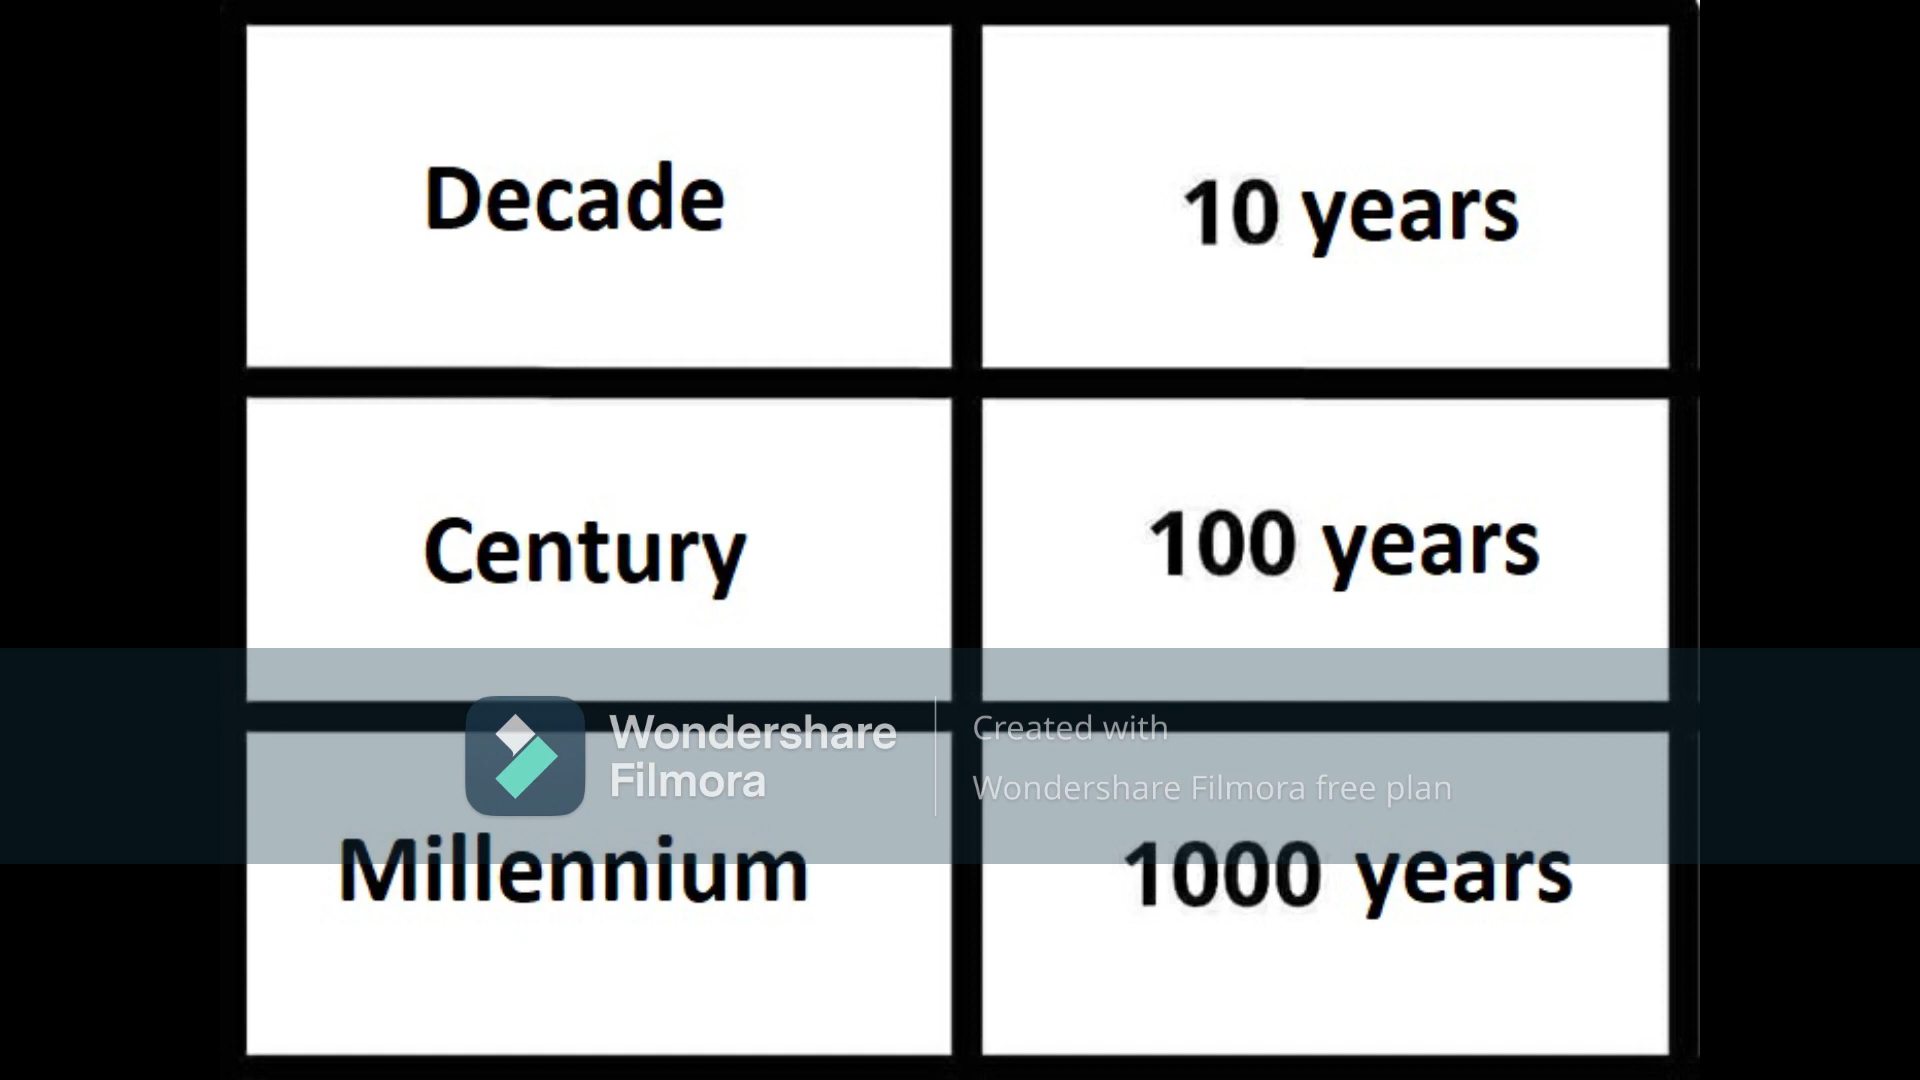 Decade
10 years
Century
100 years
Wondershare
Filmora
Created with
Wondershare Filmora free plan
Millennium
1000 years